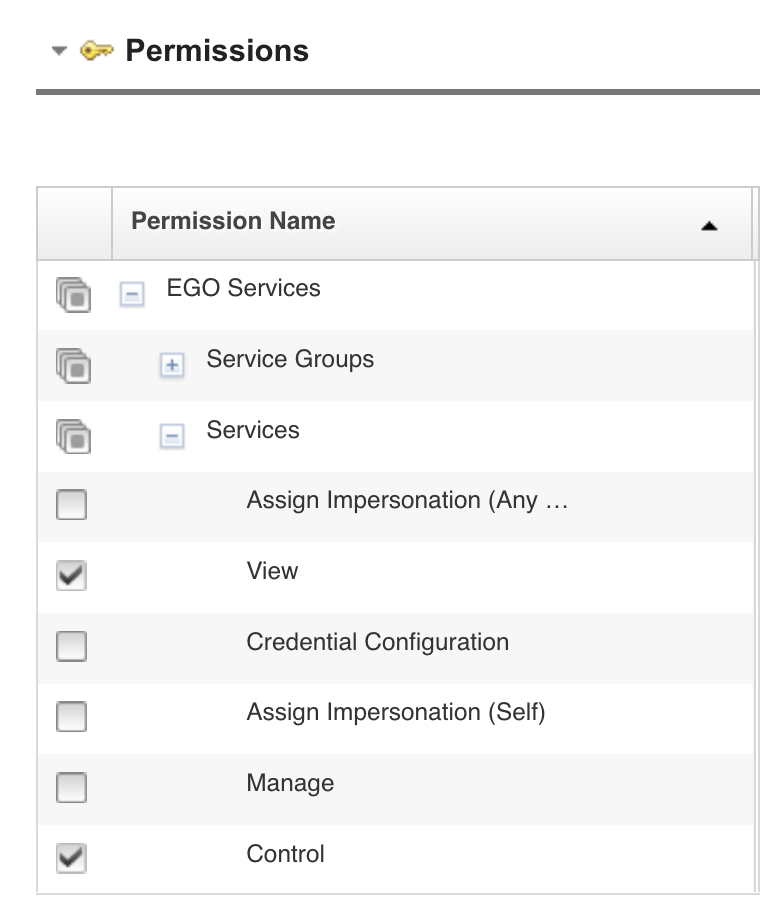 Permissions
Permission Name
EGO Services
Service Groups
Services
Assign Impersonation (Any …
View
Credential Configuration
Assign Impersonation (Self)
Manage
Control